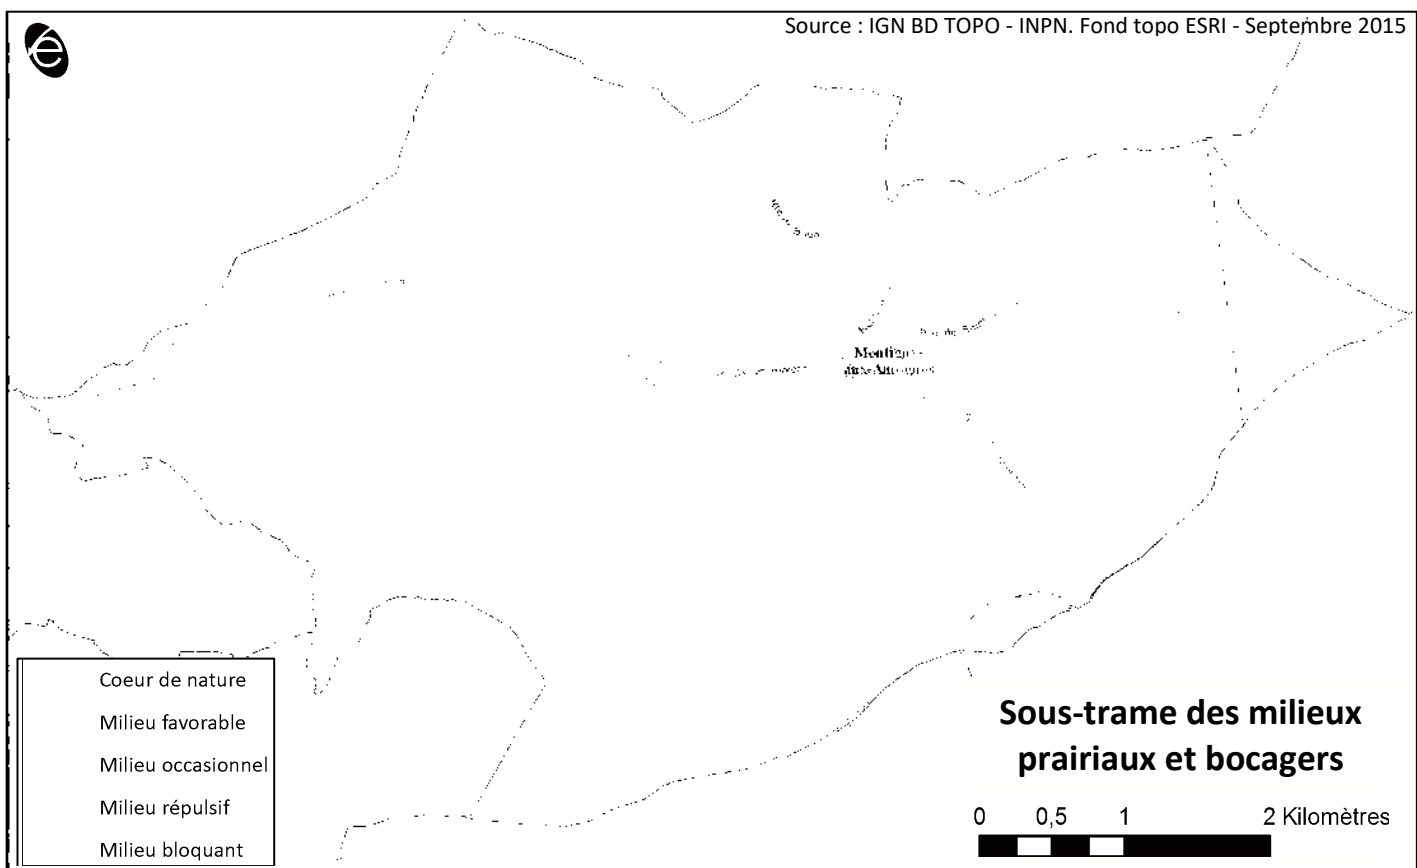 Source : IGN BD TOPO - INPN. Fond topo ESRI - Septembre 2015
é
Coeur de nature
Milieu favorable
Milieu occasionnel
Milieu répulsif
Milieu bloquant
Sous-trame des milieux
prairiaux et bocagers
0 0,5 1 2 Kilomètres